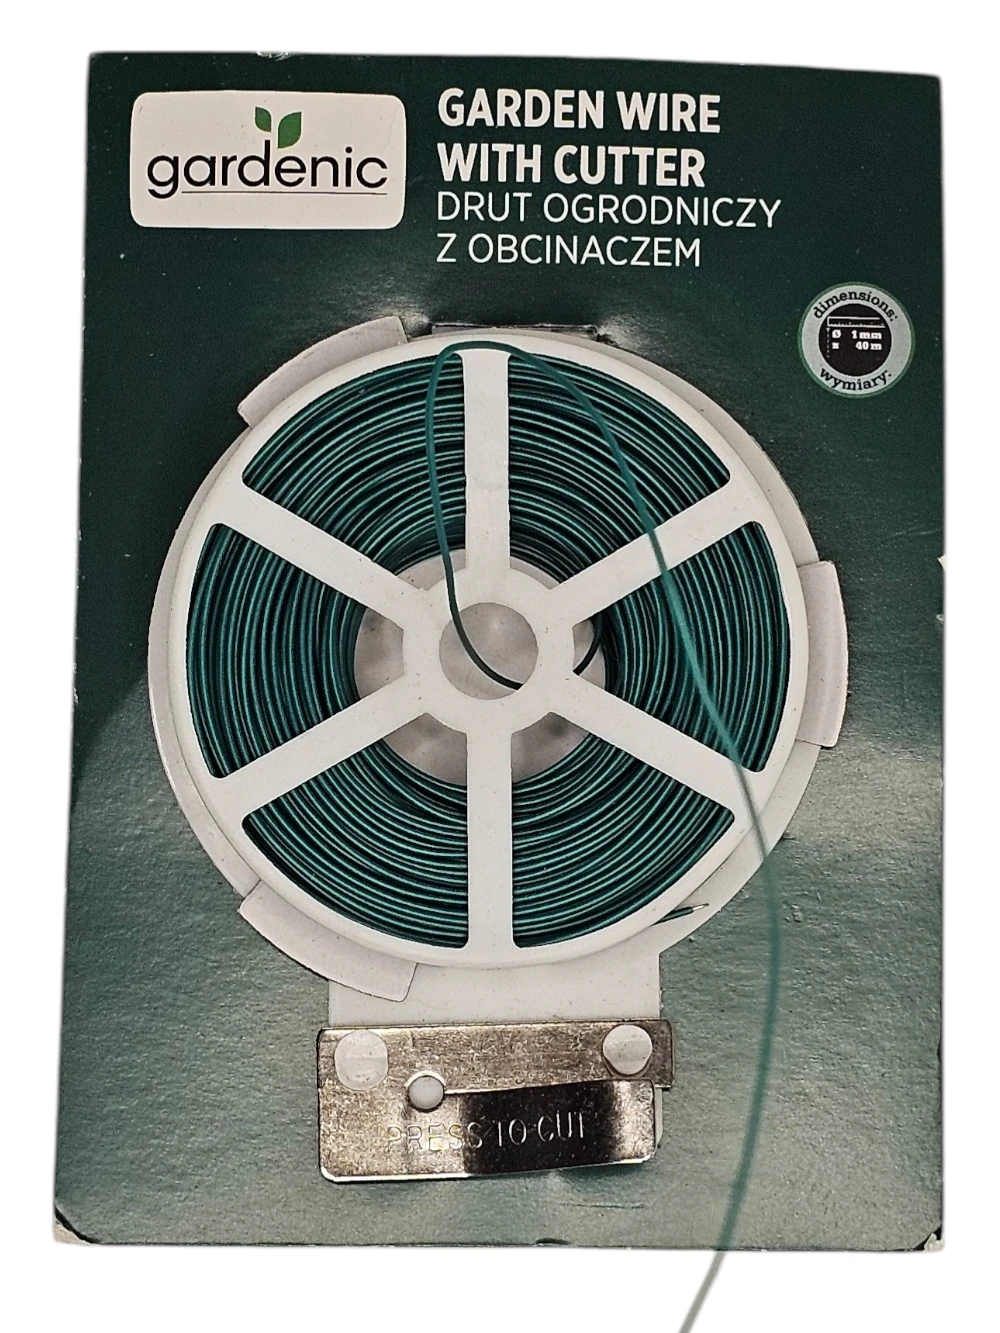 gardenic
GARDEN WIRE
WITH CUTTER
DRUT OGRODNICZY
Z OBCINACZEM
dimensions:
Ø 1 mm
x 40 m
wymiary:
PRESS TO CUT